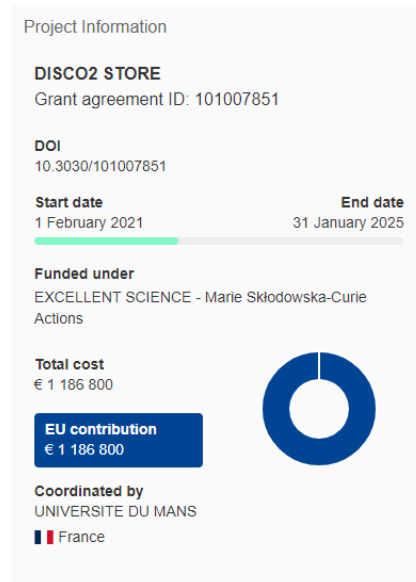 Project Information
DISCO2 STORE
Grant agreement ID: 101007851
DOI
10.3030/101007851
Start date
1 February 2021
End date
31 January 2025
Funded under
EXCELLENT SCIENCE - Marie Skłodowska-Curie
Actions
Total cost
€ 1 186 800
EU contribution
€ 1 186 800
Coordinated by
UNIVERSITE DU MANS
France